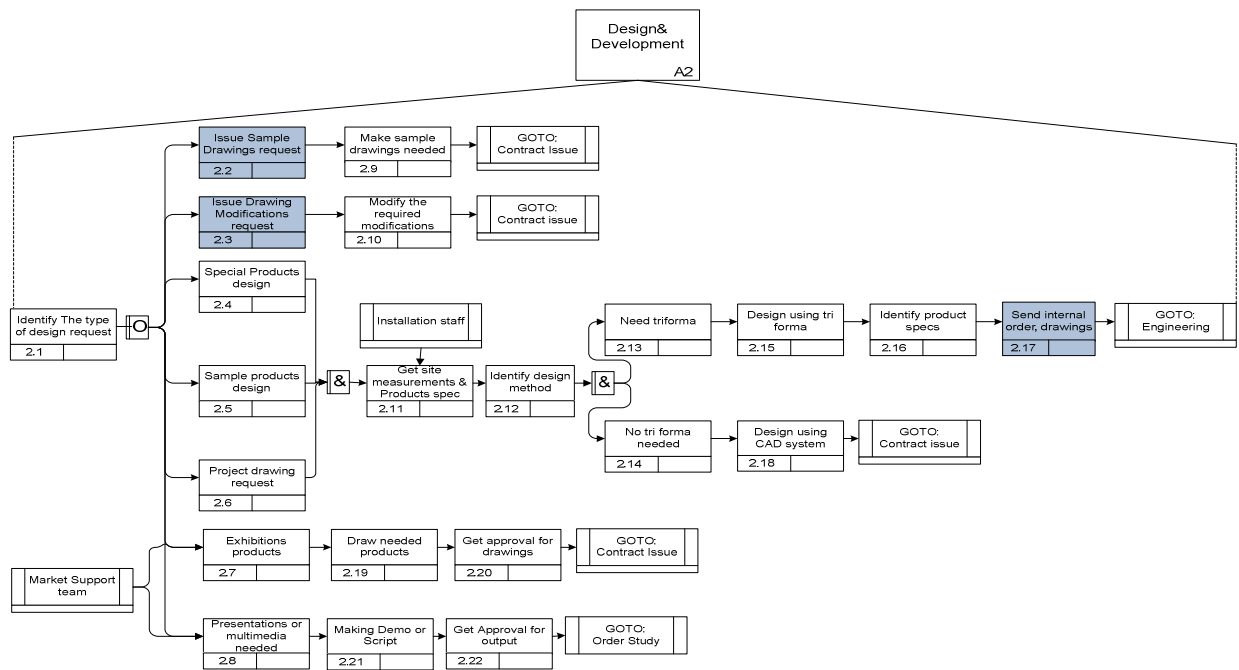 Design&
Development
A2
Issue Sample
Drawings request
2.2
Make sample
drawings needed
2.9
GOTO:
Contract Issue
Issue Drawing
Modifications
request
2.3
Modify the
required
modifications
2.10
GOTO:
Contract issue
Special Products
design
2.4
Identify The type
of design request
2.1
O
Installation staff
Need triforma
2.13
Design using tri
forma
2.15
Identify product
specs
2.16
Send internal
order, drawings
2.17
GOTO:
Engineering
Sample products
design
2.5
&
Get site
measurements &
Products spec
2.11
Identify design
method
2.12
&
No tri forma
needed
2.14
Design using
CAD system
2.18
GOTO:
Contract issue
Project drawing
request
2.6
Exhibitions
products
2.7
Draw needed
products
2.19
Get approval for
drawings
2.20
GOTO:
Contract Issue
Market Support
team
Presentations or
multimedia
needed
2.8
Making Demo or
Script
2.21
Get Approval for
output
2.22
GOTO:
Order Study